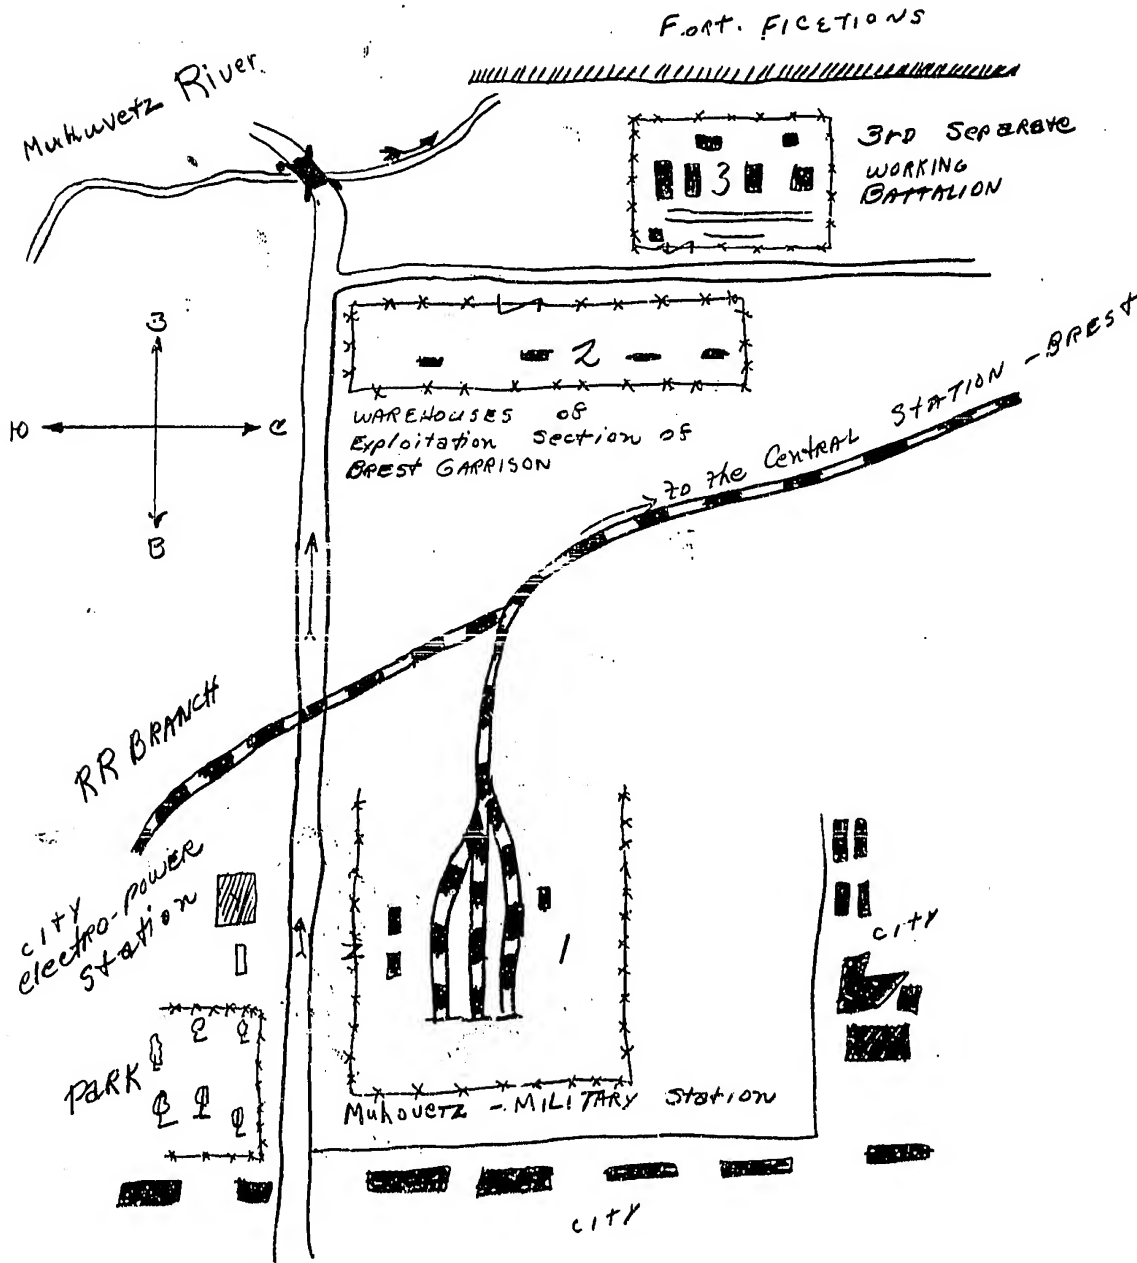 FORT. FICETIONS
Muhuvetz River.
3RD Separate
WORKING
BATTALION
3
2
З
Ю
С
В
WAREHOUSES of
Exploitation Section of
BREST GARRISON
to the Central Station - BREST
RR BRANCH
city
electro-power
station
1
city
PARK
Muhovetz - MILITARY Station
city